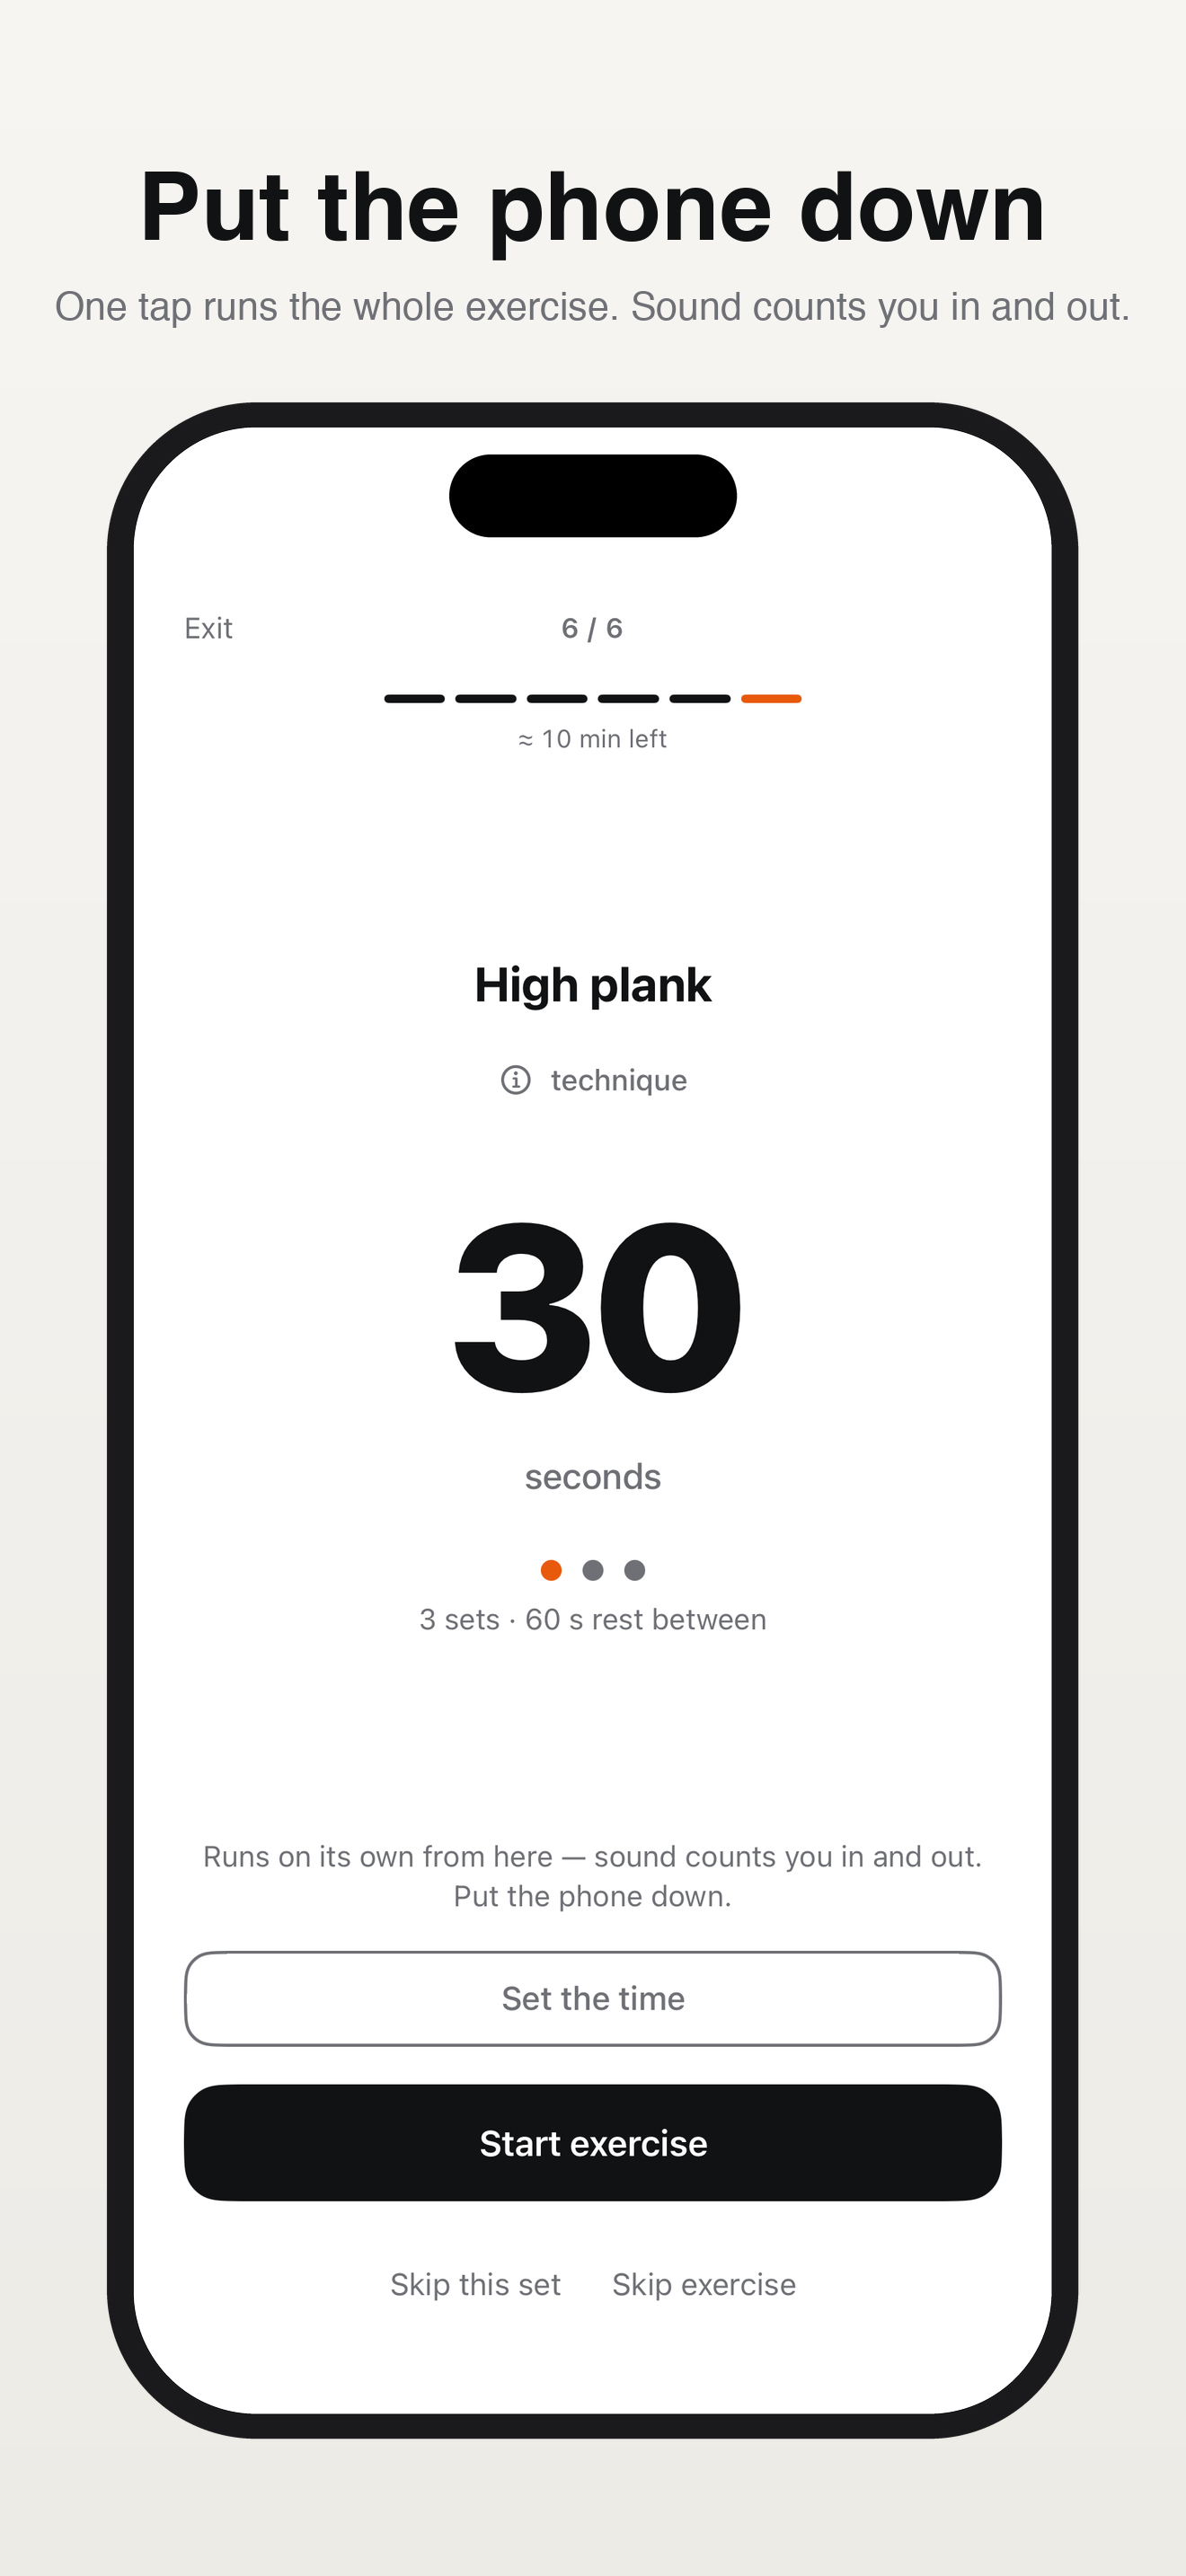 Put the phone down
One tap runs the whole exercise. Sound counts you in and out.
Exit
6 / 6
≈ 10 min left
High plank
technique
30
seconds
3 sets · 60 s rest between
Runs on its own from here — sound counts you in and out.
Put the phone down.
Set the time
Start exercise
Skip this set
Skip exercise